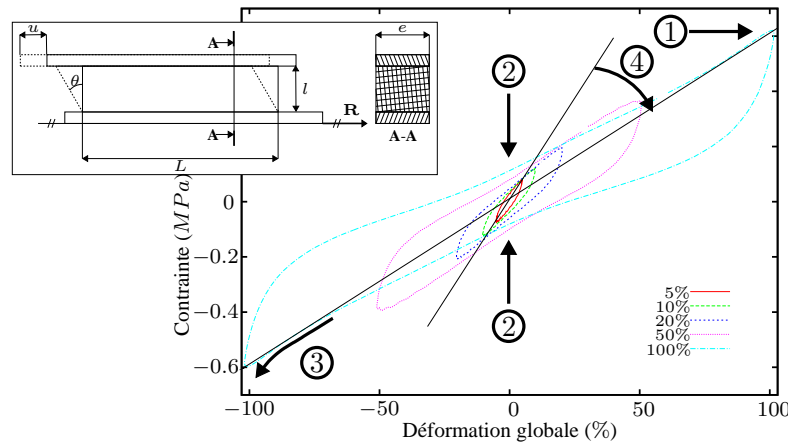 u
A
e
θ
l
R
A
A-A
L
1
2
4
2
3
Contrainte (MPa)
0
−0.2
−0.4
−0.6
5%
10%
20%
50%
100%
−100
−50
0
50
100
Déformation globale (%)